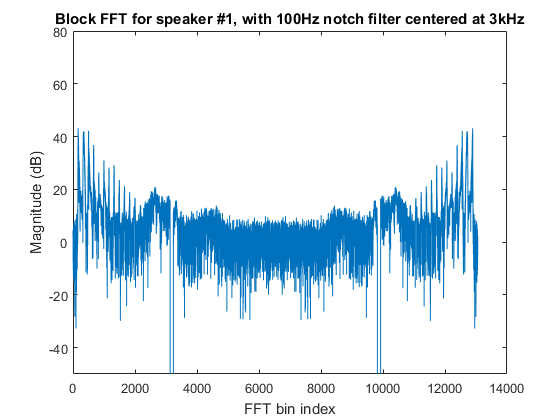 Block FFT for speaker #1, with 100Hz notch filter centered at 3kHz
80
60
40
20
0
-20
-40
Magnitude (dB)
0 2000 4000 6000 8000 10000 12000 14000
FFT bin index